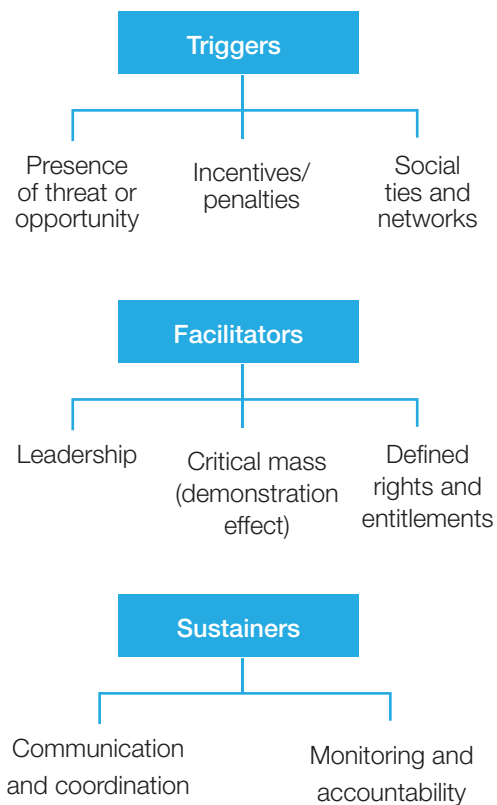 Triggers
Presence
of threat or
opportunity
Incentives/
penalties
Social
ties and
networks
Facilitators
Leadership
Critical mass
(demonstration
effect)
Defined
rights and
entitlements
Sustainers
Communication
and coordination
Monitoring and
accountability